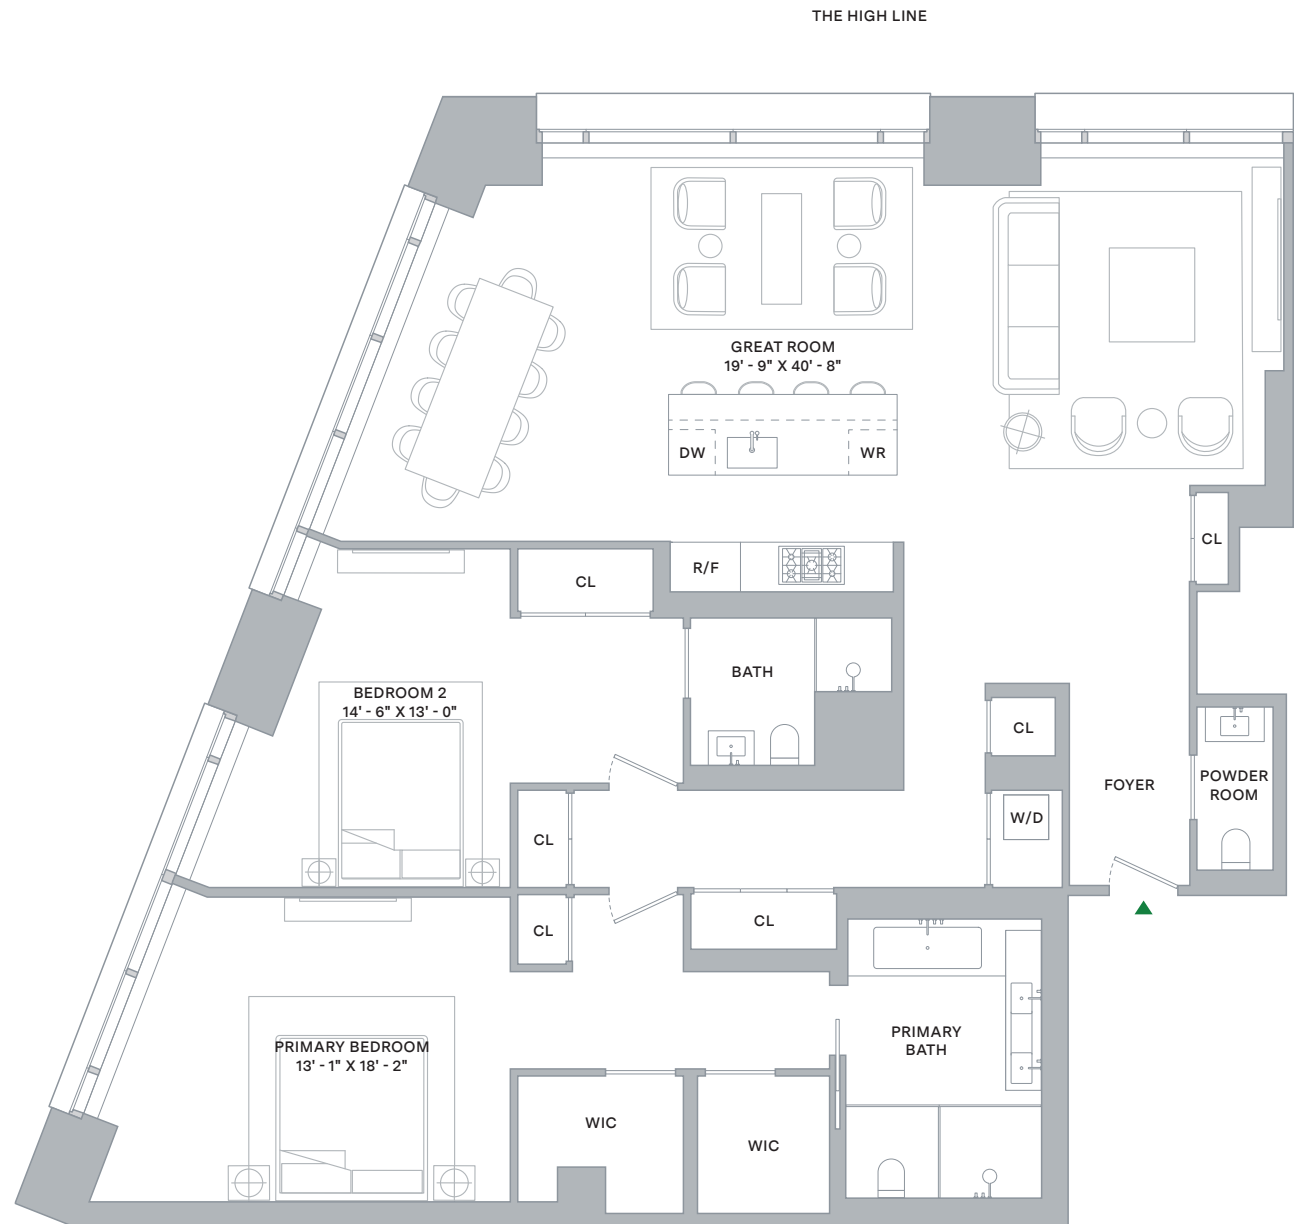 THE HIGH LINE
GREAT ROOM
19' - 9" X 40' - 8"
DW
WR
CL
R/F
CL
BATH
BEDROOM 2
14' - 6" X 13' - 0"
CL
FOYER
POWDER
ROOM
W/D
CL
CL
CL
PRIMARY
BATH
PRIMARY BEDROOM
13' - 1" X 18' - 2"
WIC
WIC